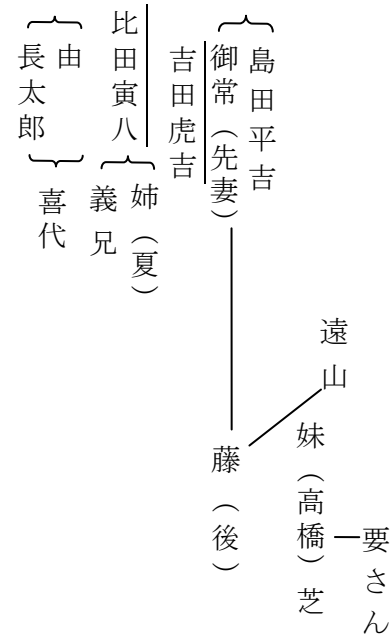 島田平吉
御常（先妻）
吉田虎吉
比田寅八
由
長太郎
遠山
要さん
妹（高橋）芝
藤（後）
姉（夏）
義兄
喜代